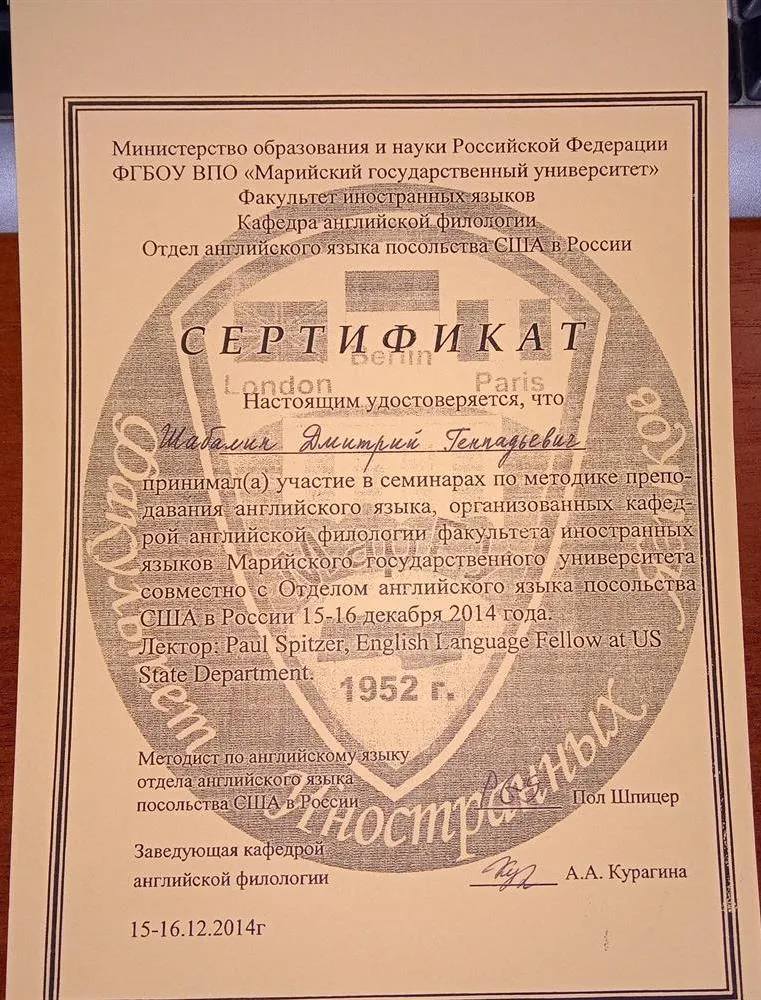 Министерство образования и науки Российской Федерации
ФГБОУ ВПО «Марийский государственный университет»
Факультет иностранных языков
Кафедра английской филологии
Отдел английского языка посольства США в России
СЕРТИФИКАТ
Berlin
London Paris
Настоящим удостоверяется, что
Шабалин Дмитрий Геннадьевич
принимал(а) участие в семинарах по методике препо-
давания английского языка, организованных кафед-
рой английской филологии факультета иностранных
языков Марийского государственного университета
совместно с Отделом английского языка посольства
США в России 15-16 декабря 2014 года.
Лектор: Paul Spitzer, English Language Fellow at US
State Department.
1952 г.
Факультет Иностранных Языков
Методист по английскому языку
отдела английского языка
посольства США в России Пол Шпицер
Заведующая кафедрой
английской филологии А.А. Курагина
15-16.12.2014г